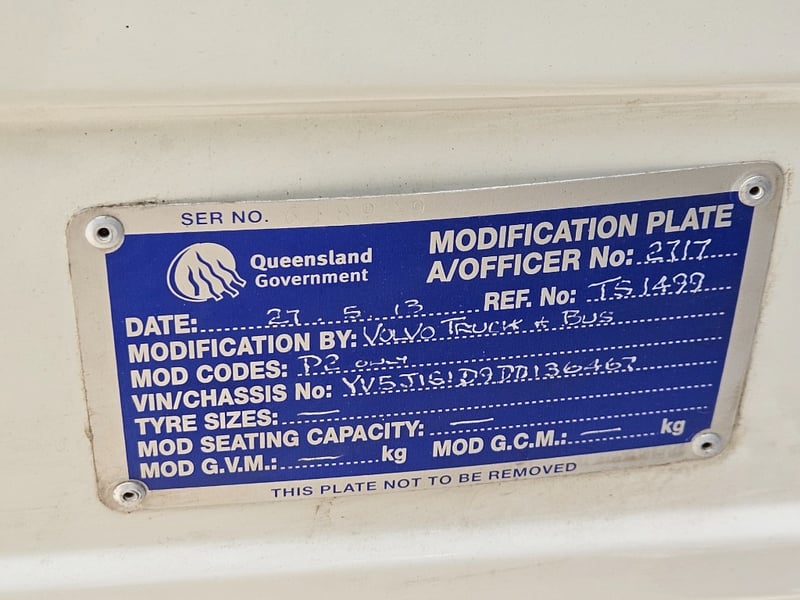 SER NO.
Queensland Government
MODIFICATION PLATE
A/OFFICER No: 2717
DATE: 27.5.13 REF. No: TS1499
MODIFICATION BY: VOLVO TRUCK & BUS
MOD CODES: P2 ONLY
VIN/CHASSIS No:
TYRE SIZES: —
MOD SEATING CAPACITY: —
MOD G.V.M.: — kg MOD G.C.M.: — kg
THIS PLATE NOT TO BE REMOVED